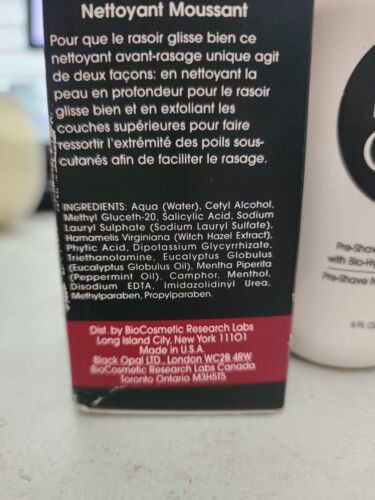 Nettoyant Moussant
Pour que le rasoir glisse bien ce
nettoyant avant-rasage unique agit
de deux façons: en nettoyant la
peau en profondeur pour le rasoir
glisse bien et en exfoliant les
couches supérieures pour faire
ressortir l'extrémité des poils sous-
cutanés afin de faciliter le rasage.
INGREDIENTS: Aqua (Water), Cetyl Alcohol,
Methyl Gluceth-20, Salicylic Acid, Sodium
Lauryl Sulphate (Sodium Lauryl Sulfate),
Hamamelis Virginiana (Witch Hazel Extract),
Phytic Acid, Dipotassium Glycyrrhizate,
Triethanolamine, Eucalyptus Globulus
(Eucalyptus Globulus Oil), Mentha Piperita
(Peppermint Oil), Camphor, Menthol,
Disodium EDTA, Imidazolidinyl Urea,
Methylparaben, Propylparaben.
Dist. by BioCosmetic Research Labs
Long Island City, New York 11101
Made in U.S.A.
Black Opal LTD., London WC2B 4RW
BioCosmetic Research Labs Canada
Toronto Ontario M3H5T5
Pre-Shav
with Bio-Hy
Pre-Shave
6 FL O